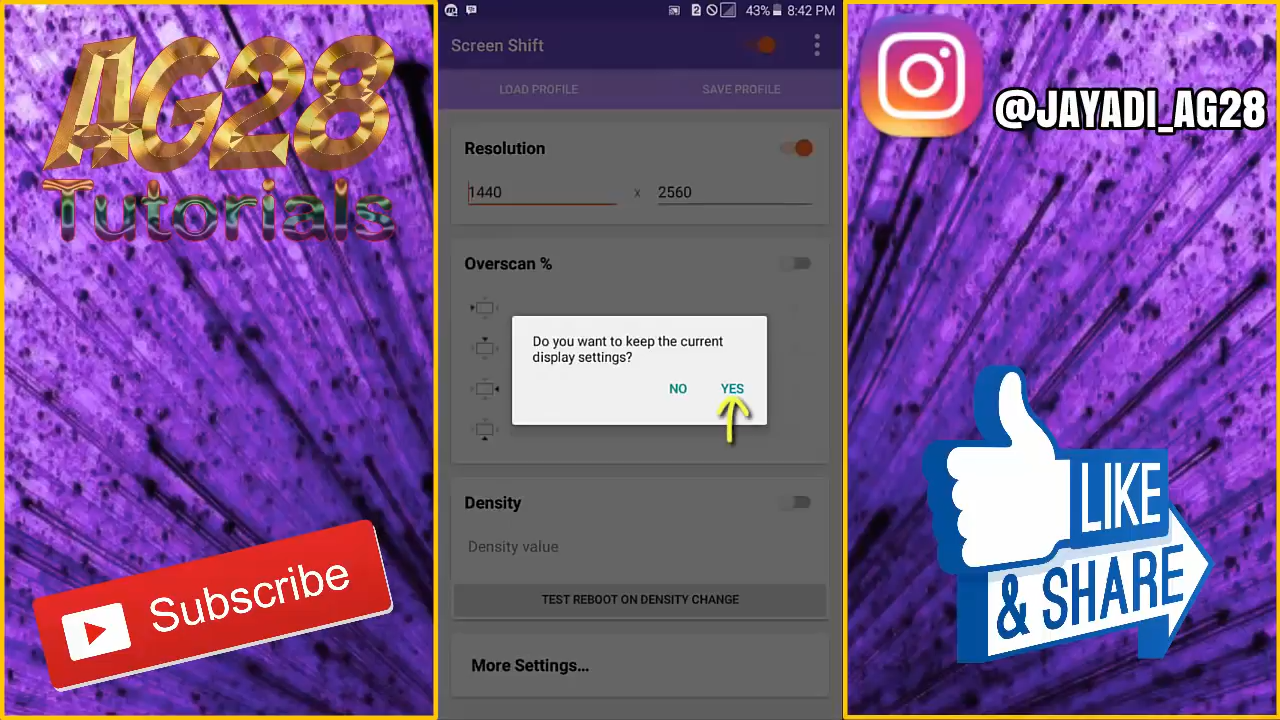 AG28
Tutorials
Subscribe
2
43%
8:42 PM
Screen Shift
LOAD PROFILE
SAVE PROFILE
Resolution
1440 x 2560
Overscan %
Do you want to keep the current
display settings?
NO YES
Density
Density value
TEST REBOOT ON DENSITY CHANGE
More Settings...
@JAYADI_AG28
LIKE
& SHARE